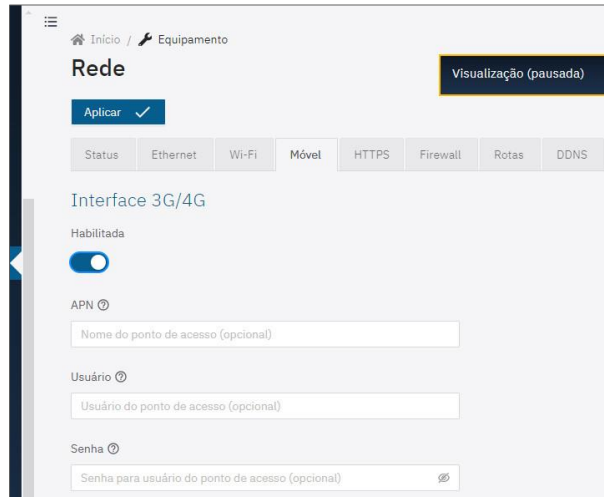 Início / Equipamento
Rede
Visualização (pausada)
Aplicar
Status Ethernet Wi-Fi Móvel HTTPS Firewall Rotas DDNS
Interface 3G/4G
Habilitada
APN
Nome do ponto de acesso (opcional)
Usuário
Usuário do ponto de acesso (opcional)
Senha
Senha para usuário do ponto de acesso (opcional)